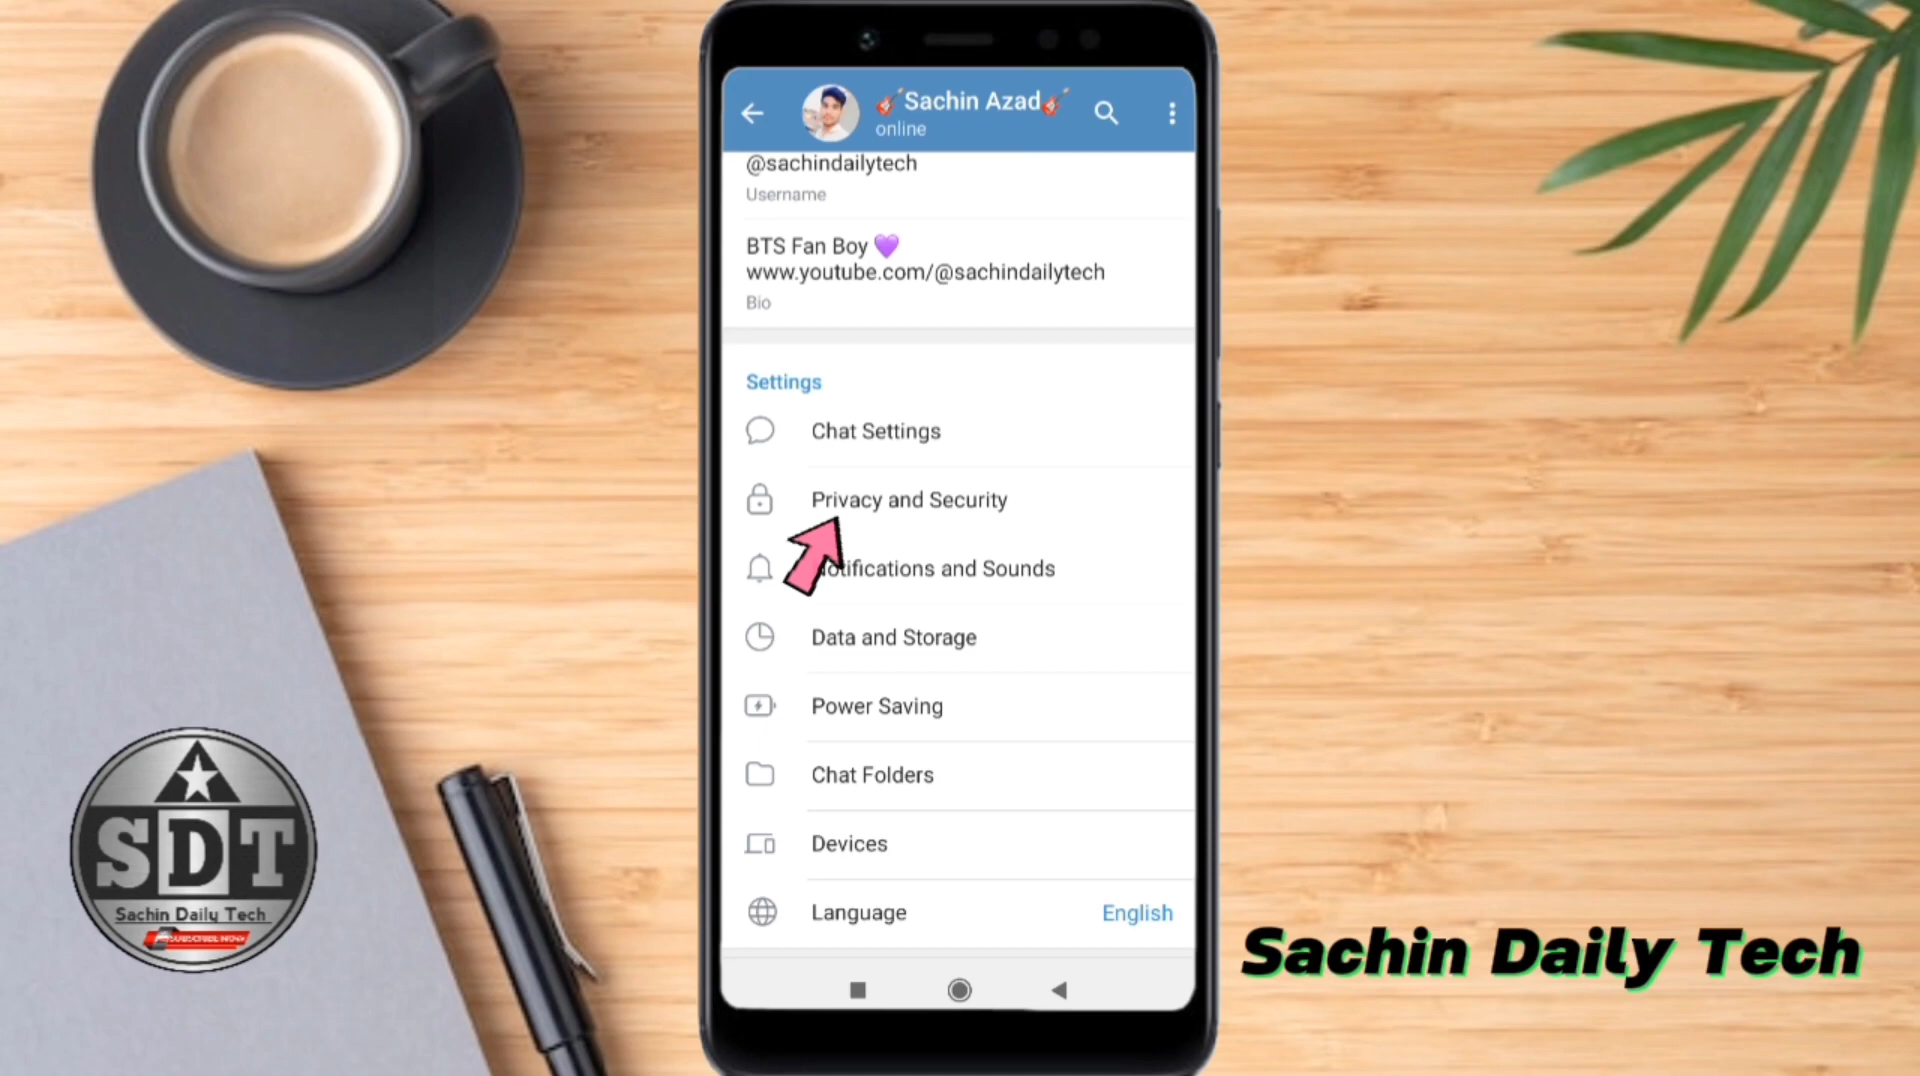 Sachin Azad
online
@sachindailytech
Username
BTS Fan Boy 💜
www.youtube.com/@sachindailytech
Bio
Settings
Chat Settings
Privacy and Security
otifications and Sounds
Data and Storage
Power Saving
Chat Folders
Devices
Language English
SDT
Sachin Daily Tech
SUBSCRIBE NOW
Sachin Daily Tech